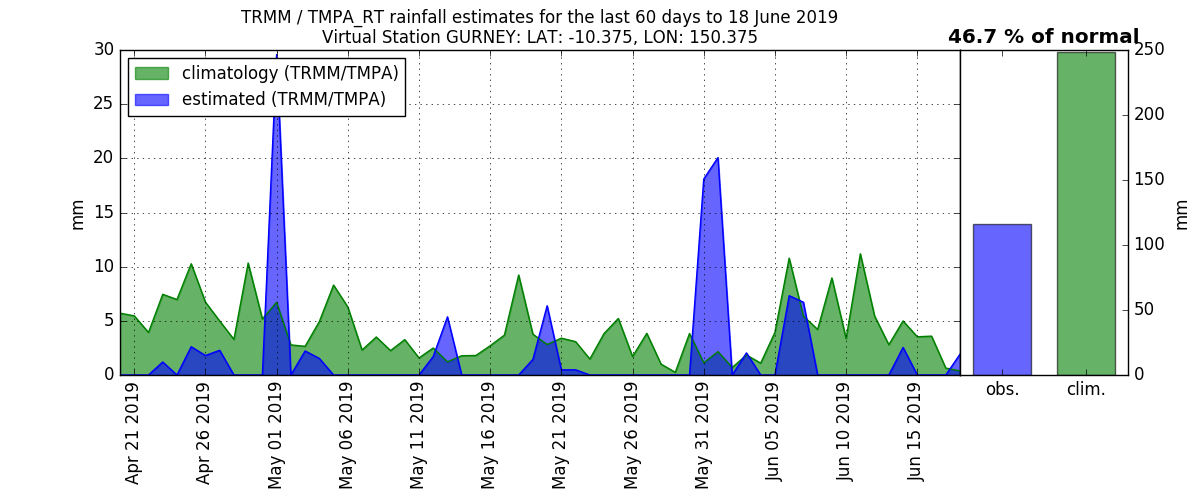 TRMM / TMPA_RT rainfall estimates for the last 60 days to 18 June 2019
Virtual Station GURNEY: LAT: -10.375, LON: 150.375
46.7 % of normal
climatology (TRMM/TMPA)
estimated (TRMM/TMPA)
mm
30
25
20
15
10
5
0
Apr 21 2019
Apr 26 2019
May 01 2019
May 06 2019
May 11 2019
May 16 2019
May 21 2019
May 26 2019
May 31 2019
Jun 05 2019
Jun 10 2019
Jun 15 2019
obs.
clim.
250
200
150
100
50
0
mm